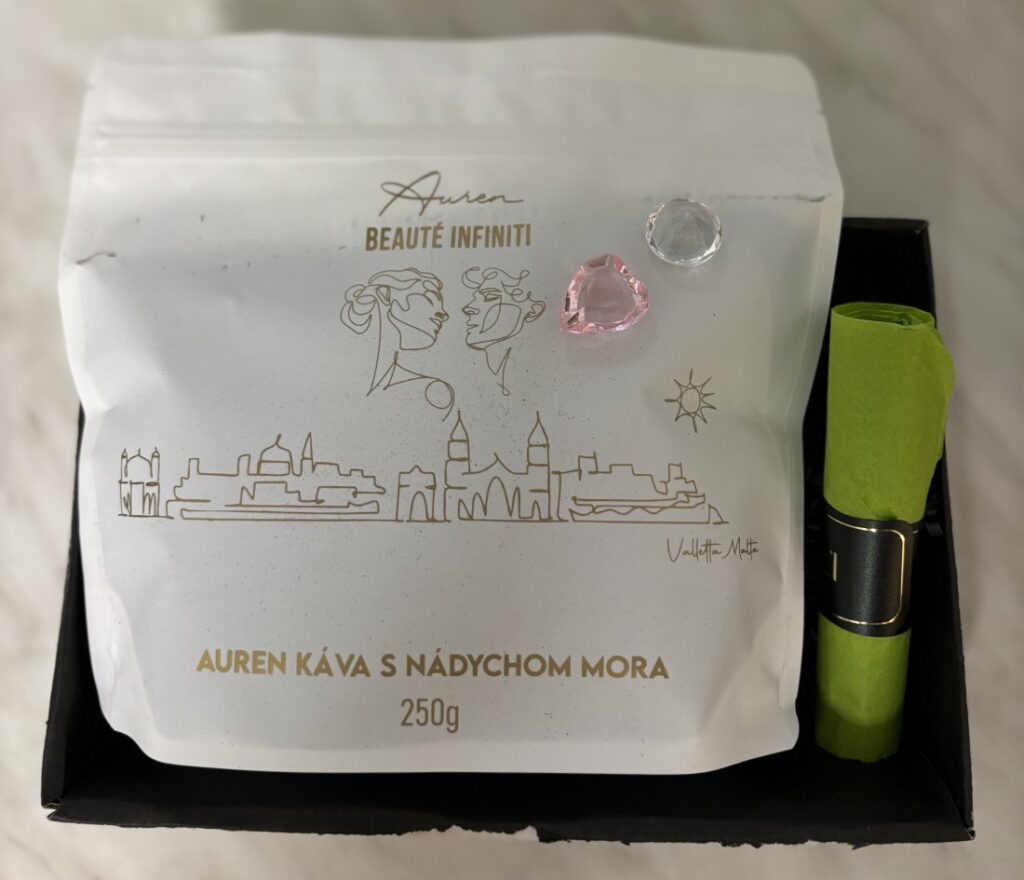 Auren
BEAUTÉ INFINITI
Valletta Malta
AUREN KÁVA S NÁDYCHOM MORA
250g